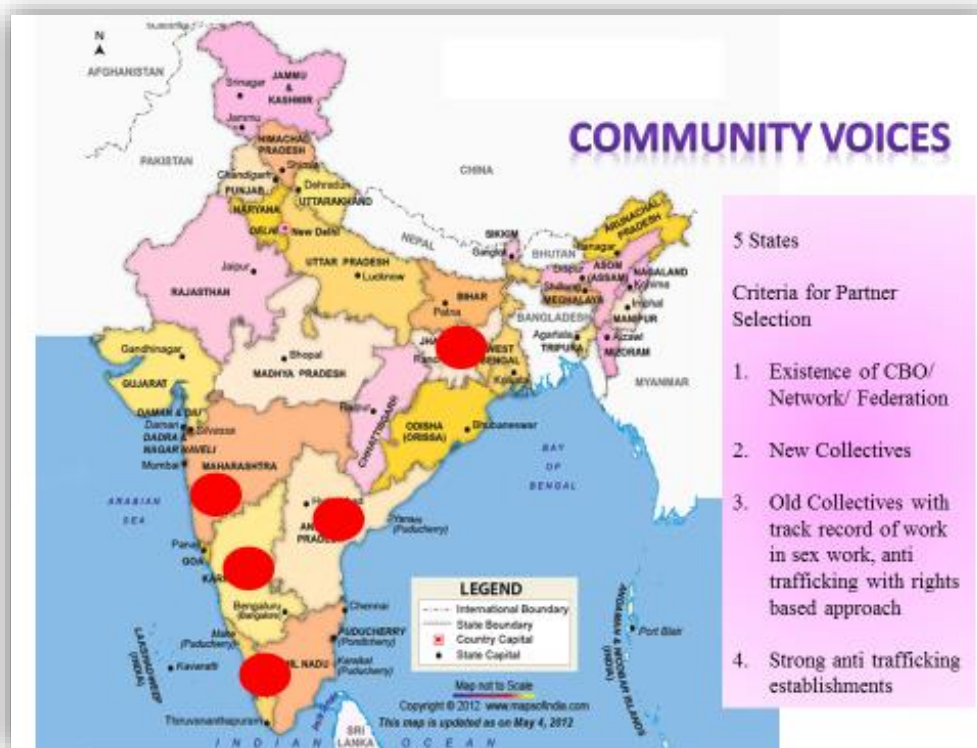 COMMUNITY VOICES
5 States
Criteria for Partner
Selection
1. Existence of CBO/
Network/ Federation
2. New Collectives
3. Old Collectives with
track record of work
in sex work, anti
trafficking with rights
based approach
4. Strong anti trafficking
establishments
N
AFGHANISTAN
JAMMU
&
KASHMIR
Srinagar
Jammu
HIMACHAL
PRADESH
Shimla
PAKISTAN
Chandigarh
PUNJAB
Dehradun
UTTARAKHAND
HARYANA
DELHI
New Delhi
CHINA
NEPAL
SIKKIM
Gangtok
BHUTAN
ARUNACHAL
PRADESH
Itanagar
Dispur
ASOM
(ASSAM)
NAGALAND
Kohima
Shillong
MEGHALAYA
Imphal
MANIPUR
BANGLADESH
Agartala
TRIPURA
Aizawl
MIZORAM
MYANMAR
Jaipur
RAJASTHAN
UTTAR PRADESH
Lucknow
BIHAR
Patna
WEST
BENGAL
Kolkata
Gandhinagar
GUJARAT
Bhopal
MADHYA PRADESH
CHHATTISGARH
ODISHA
(ORISSA)
Bhubaneswar
DAMAN & DIU
Daman
Silvassa
DADRA &
NAGAR HAVELI
Mumbai
MAHARASHTRA
ARABIAN
SEA
BAY
OF
BENGAL
(Puducherry)
GOA
Bengaluru
(Bangalore)
Chennai
PUDUCHERRY
(Pondicherry)
Karaikal
(Puducherry)
(Puducherry)
LAKSHADWEEP
(INDIA)
Kavaratti
Thiruvananthapuram
SRI
LANKA
INDIAN OCEAN
ANDAMAN & NICOBAR ISLANDS
(INDIA)
Port Blair
LEGEND
International Boundary
State Boundary
Country Capital
State Capital
Map not to Scale
Copyright © 2012 www.mapsofindia.com
This map is updated as on May 4, 2012